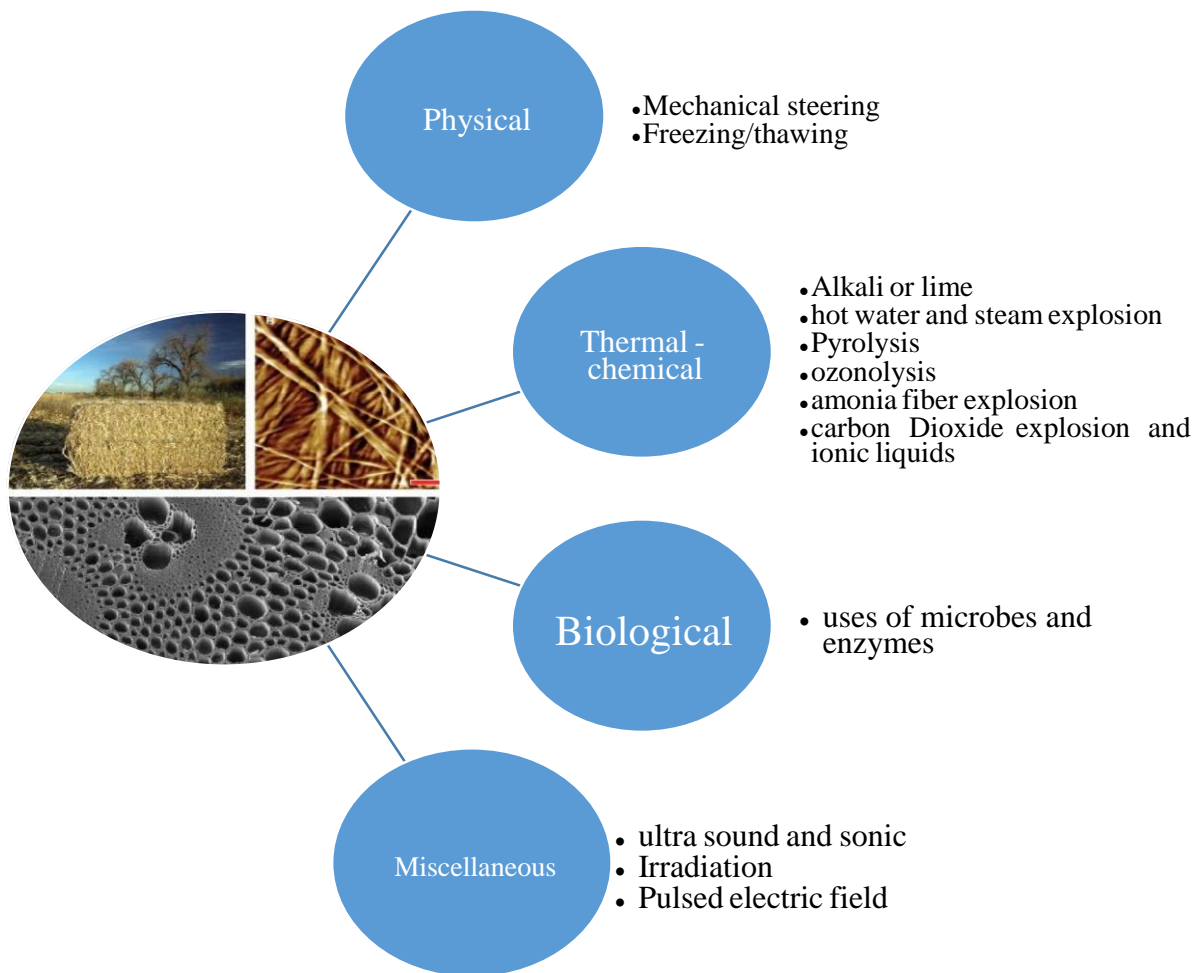 Physical
•Mechanical steering
•Freezing/thawing
Thermal -
chemical
•Alkali or lime
•hot water and steam explosion
•Pyrolysis
•ozonolysis
•amonia fiber explosion
•carbon Dioxide explosion and
ionic liquids
Biological
• uses of microbes and
enzymes
Miscellaneous
• ultra sound and sonic
• Irradiation
• Pulsed electric field